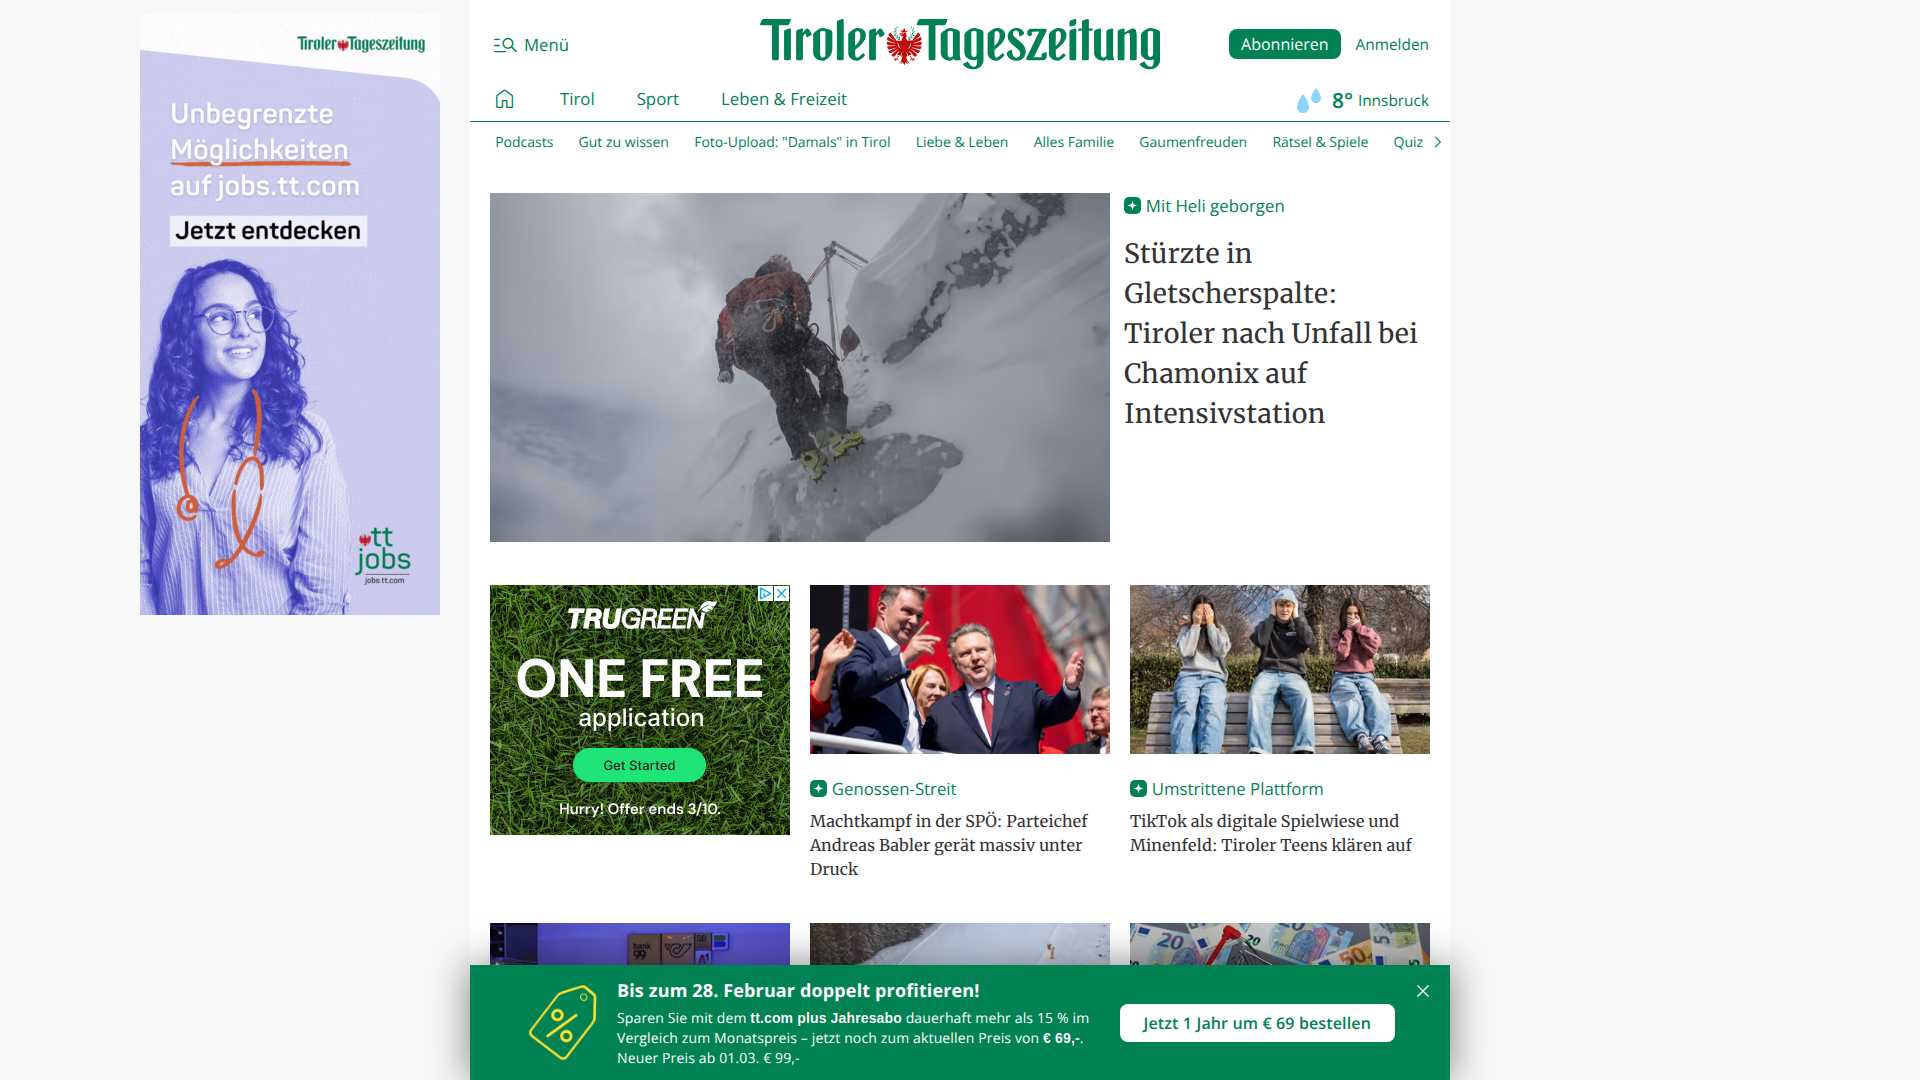 Tiroler Tageszeitung
Unbegrenzte
Möglichkeiten
auf jobs.tt.com
Jetzt entdecken
tt
jobs
jobs.tt.com
Menü
Tiroler Tageszeitung
Abonnieren
Anmelden
Tirol
Sport
Leben & Freizeit
8° Innsbruck
Podcasts
Gut zu wissen
Foto-Upload: "Damals" in Tirol
Liebe & Leben
Alles Familie
Gaumenfreuden
Rätsel & Spiele
Quiz
Mit Heli geborgen
Stürzte in
Gletscherspalte:
Tiroler nach Unfall bei
Chamonix auf
Intensivstation
TRUGREEN
ONE FREE
application
Get Started
Hurry! Offer ends 3/10.
Genossen-Streit
Machtkampf in der SPÖ: Parteichef
Andreas Babler gerät massiv unter
Druck
Umstrittene Plattform
TikTok als digitale Spielwiese und
Minenfeld: Tiroler Teens klären auf
bank
99
A1
20
20
50
5
Bis zum 28. Februar doppelt profitieren!
Sparen Sie mit dem tt.com plus Jahresabo dauerhaft mehr als 15 % im
Vergleich zum Monatspreis – jetzt noch zum aktuellen Preis von € 69,-.
Neuer Preis ab 01.03. € 99,-
Jetzt 1 Jahr um € 69 bestellen